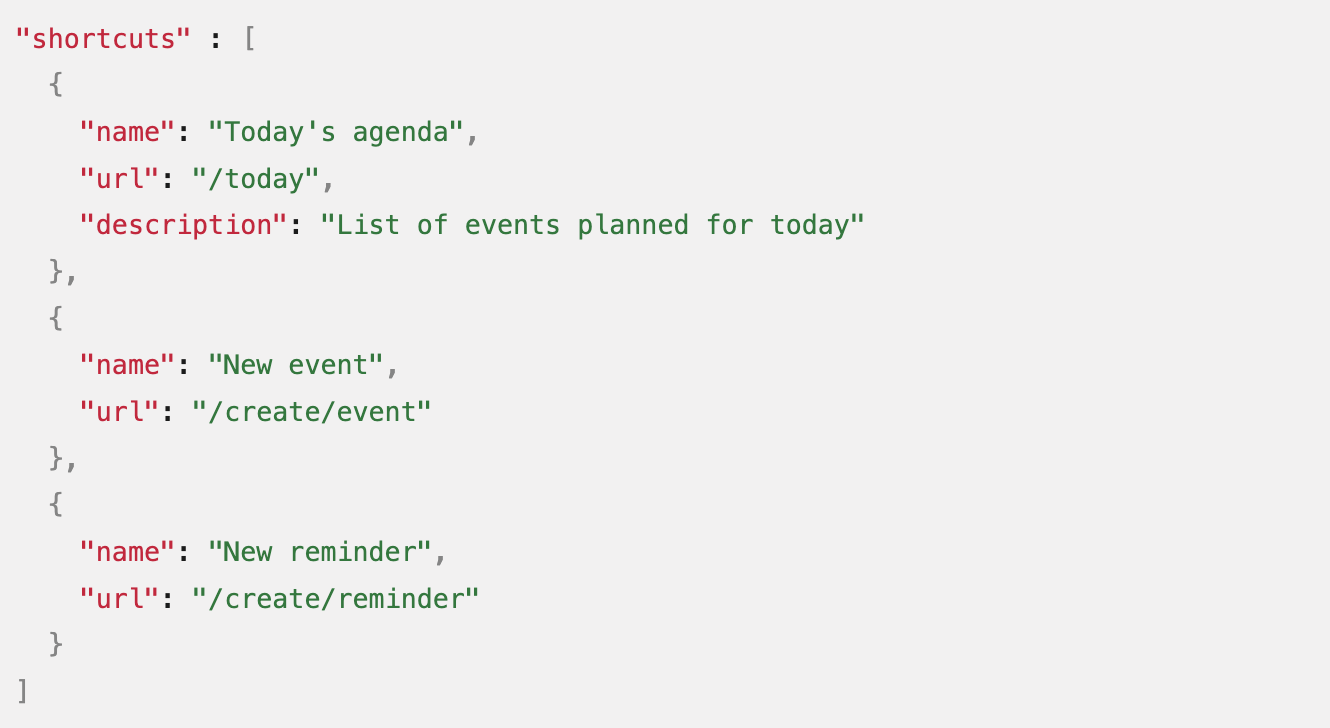 "shortcuts" : [
  {
    "name": "Today's agenda",
    "url": "/today",
    "description": "List of events planned for today"
  },
  {
    "name": "New event",
    "url": "/create/event"
  },
  {
    "name": "New reminder",
    "url": "/create/reminder"
  }
]